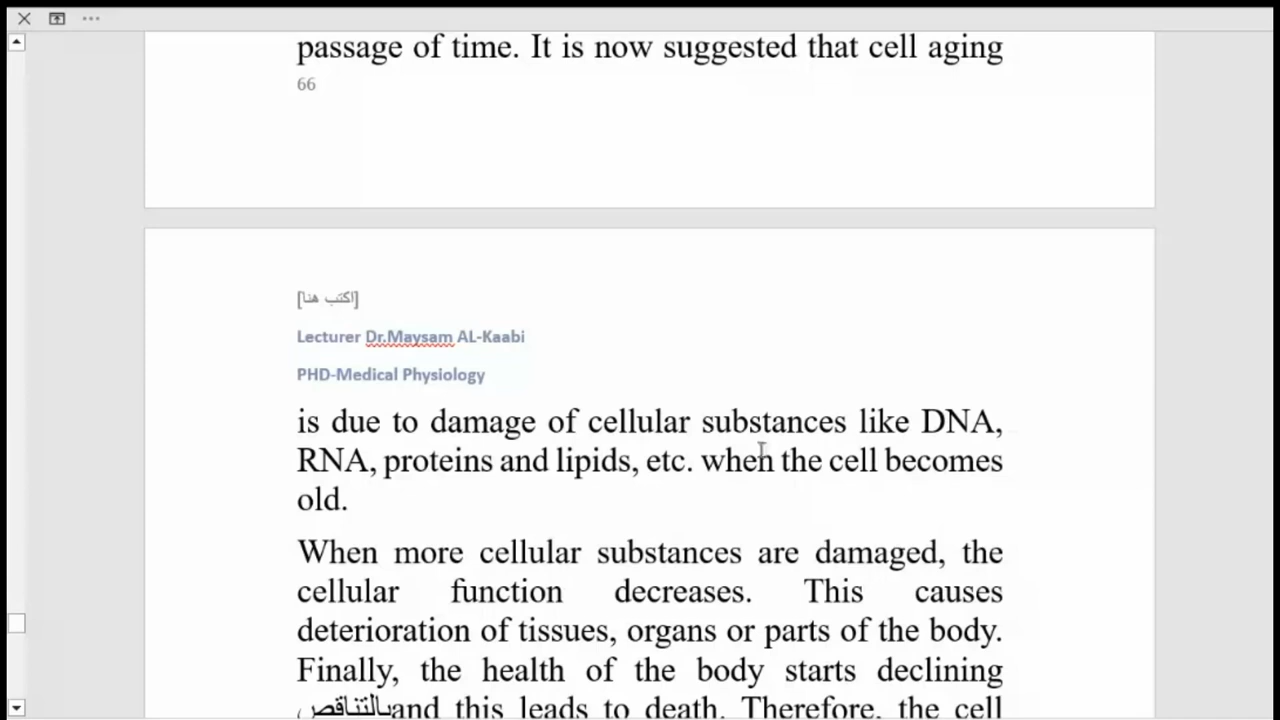 passage of time. It is now suggested that cell aging
66
[اكتب هنا]
Lecturer Dr.Maysam AL-Kaabi
PHD-Medical Physiology
is due to damage of cellular substances like DNA,
RNA, proteins and lipids, etc. when the cell becomes
old.
When more cellular substances are damaged, the
cellular function decreases. This causes
deterioration of tissues, organs or parts of the body.
Finally, the health of the body starts declining
بالتناقصand this leads to death. Therefore, the cell